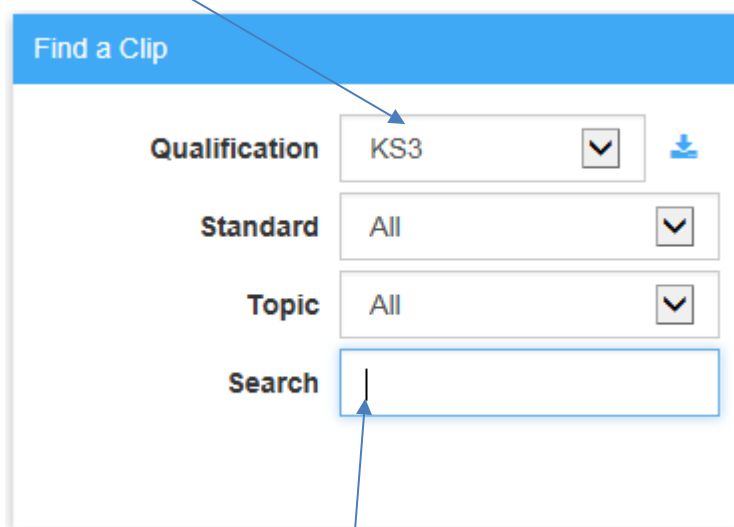 Find a Clip
Qualification KS3
Standard All
Topic All
Search